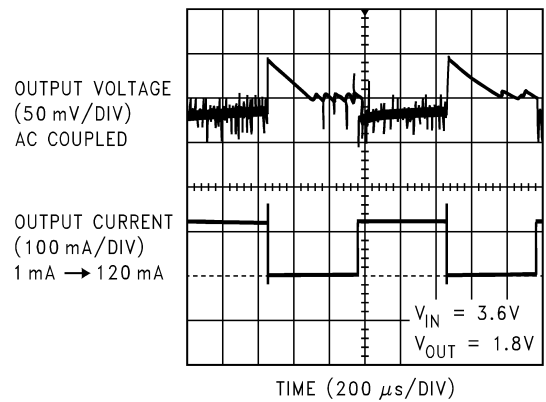 OUTPUT VOLTAGE
(50 mV/DIV)
AC COUPLED
OUTPUT CURRENT
(100 mA/DIV)
1 mA → 120 mA
V_IN = 3.6V
V_OUT = 1.8V
TIME (200 μs/DIV)